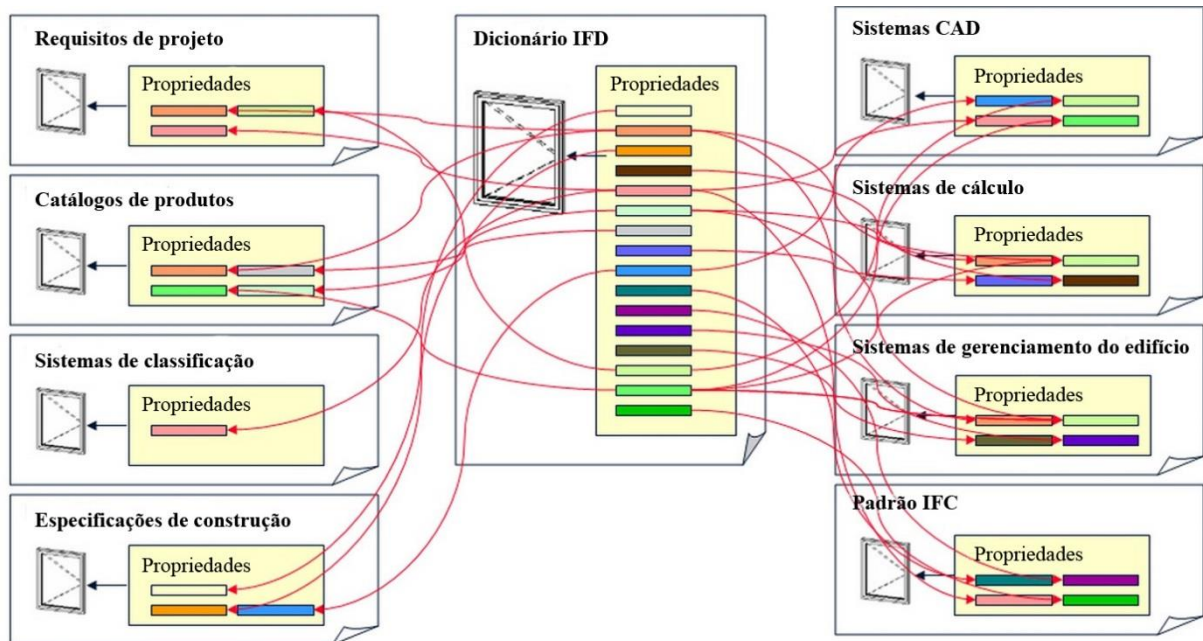 Requisitos de projeto
Propriedades
Catálogos de produtos
Propriedades
Sistemas de classificação
Propriedades
Especificações de construção
Propriedades
Dicionário IFD
Propriedades
Sistemas CAD
Propriedades
Sistemas de cálculo
Propriedades
Sistemas de gerenciamento do edifício
Propriedades
Padrão IFC
Propriedades